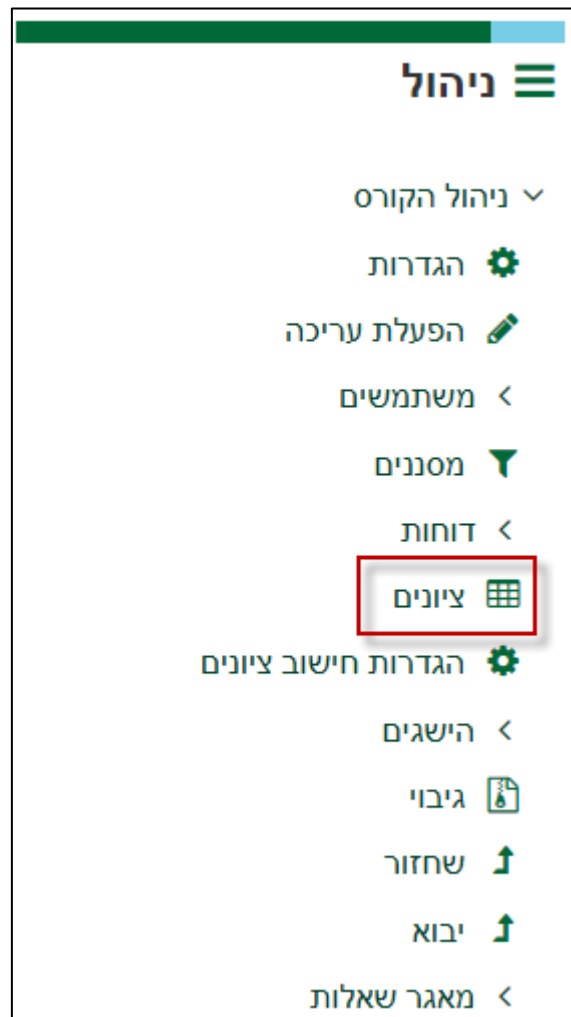 ניהול
ניהול הקורס
הגדרות
הפעלת עריכה
משתמשים
מסננים
דוחות
ציונים
הגדרות חישוב ציונים
הישגים
גיבוי
שחזור
יבוא
מאגר שאלות